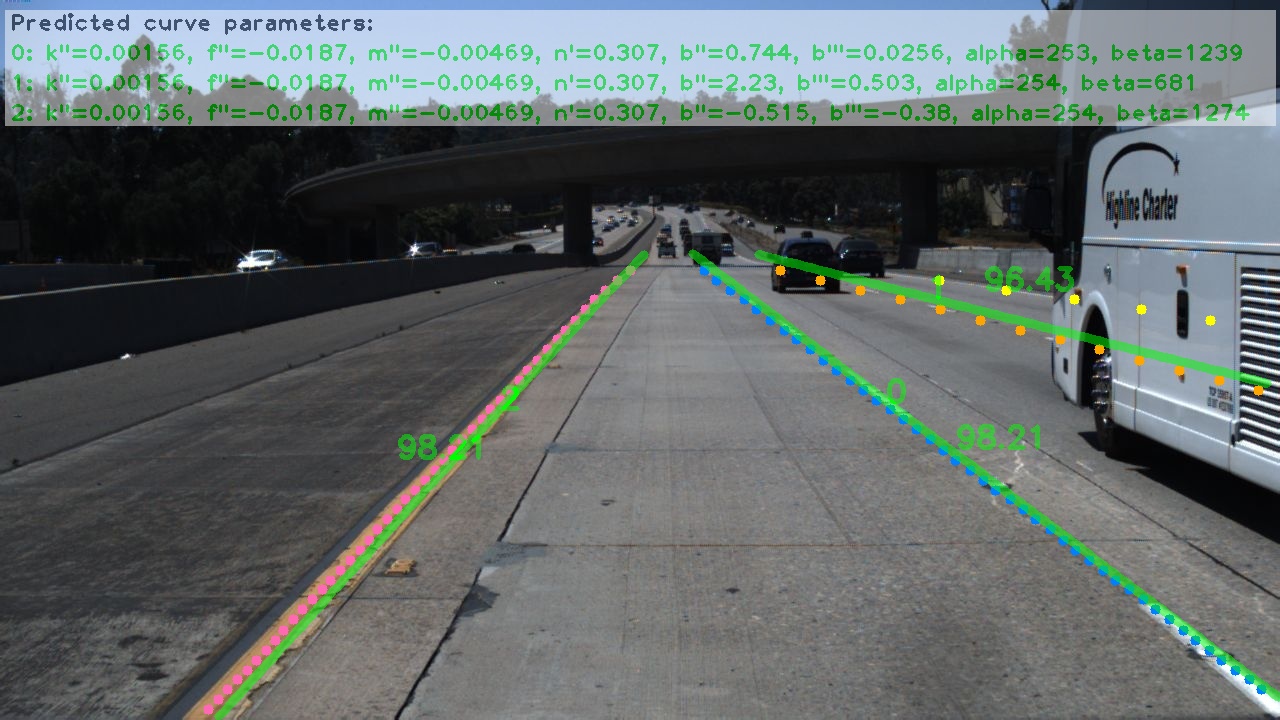 Predicted curve parameters:
0: k''=0.00156, f''=-0.0187, m''=-0.00469, n'=0.307, b''=0.744, b'''=0.0256, alpha=253, beta=1239
1: k''=0.00156, f''=-0.0187, m''=-0.00469, n'=0.307, b''=2.23, b'''=0.503, alpha=254, beta=681
2: k''=0.00156, f''=-0.0187, m''=-0.00469, n'=0.307, b''=-0.515, b'''=-0.38, alpha=254, beta=1274
Highline Charter
96.43
0
98.21
98.21